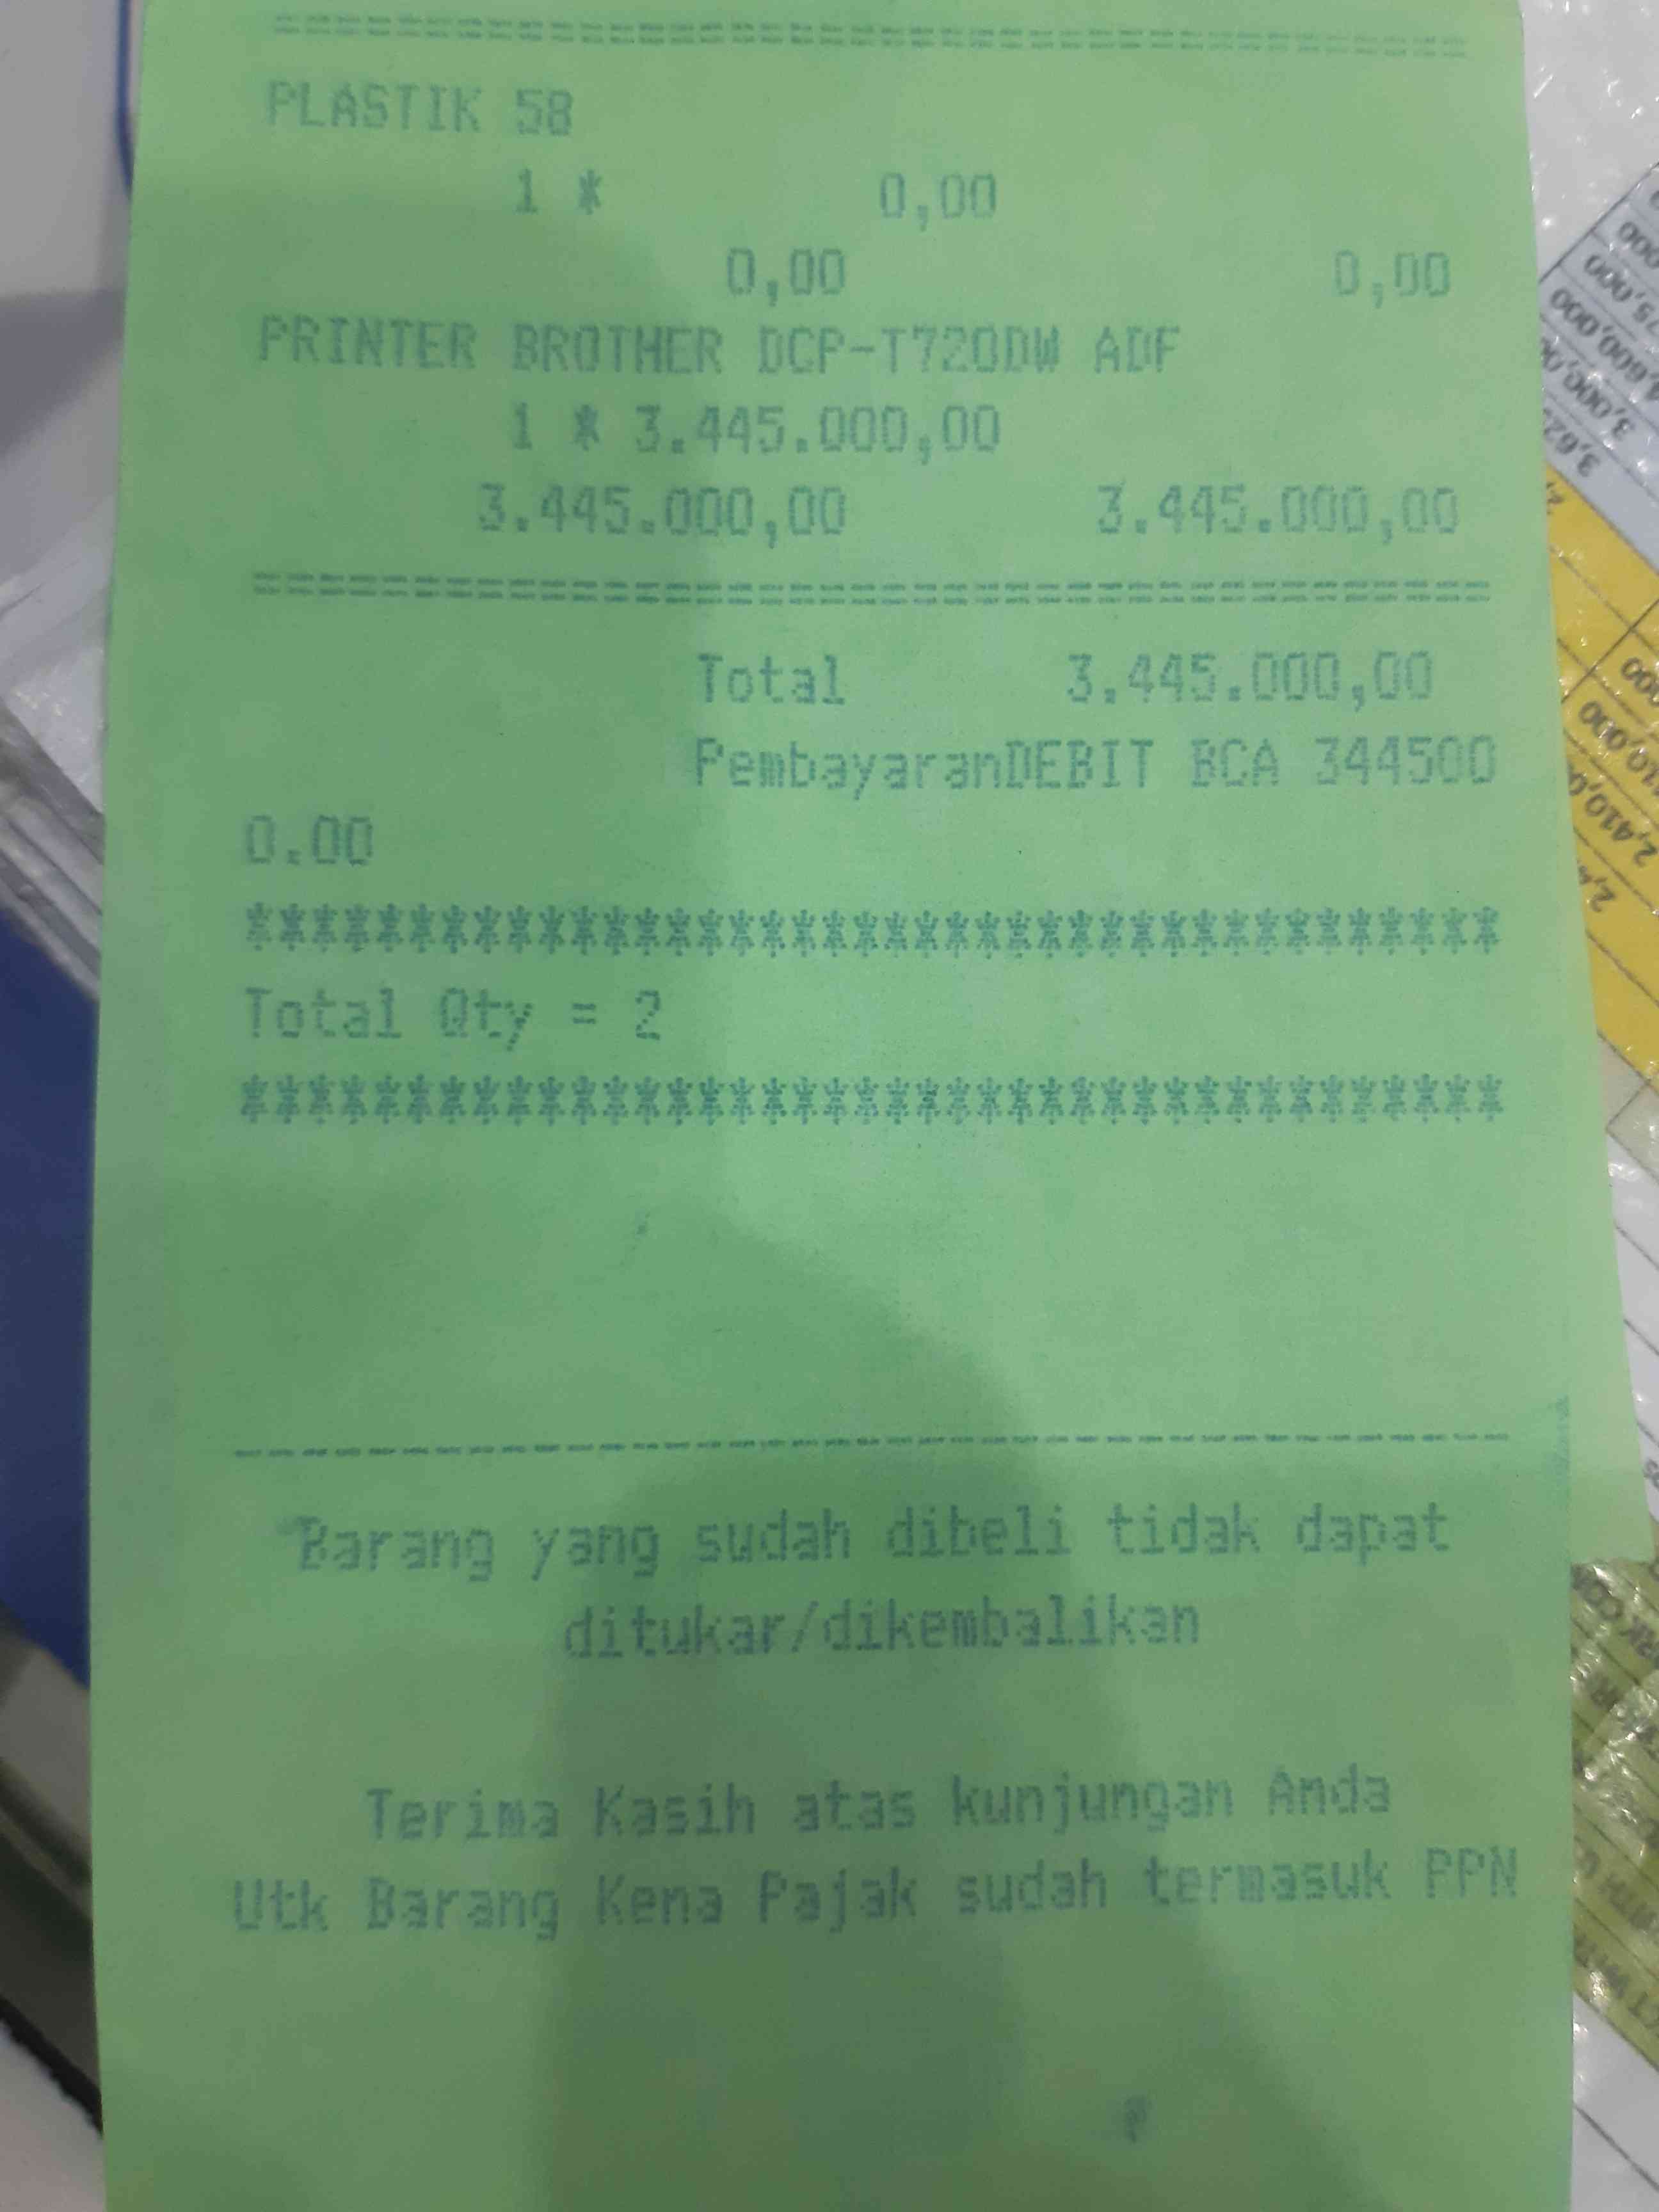 ================================
PLASTIK 58
1 * 0,00
0,00 0,00
PRINTER BROTHER DCP-T720DW ADF
1 * 3.445.000,00
3.445.000,00 3.445.000,00
================================
Total 3.445.000,00
PembayaranDEBIT BCA 344500
0.00
****************************************
Total Qty = 2
****************************************
----------------------------------------
Barang yang sudah dibeli tidak dapat
ditukar/dikembalikan
Terima Kasih atas kunjungan Anda
Utk Barang Kena Pajak sudah termasuk PPN